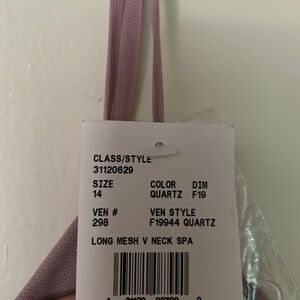 CLASS/STYLE
31120629
SIZE COLOR DIM
14 QUARTZ F19
VEN # VEN STYLE
298 F19944 QUARTZ
LONG MESH V NECK SPA